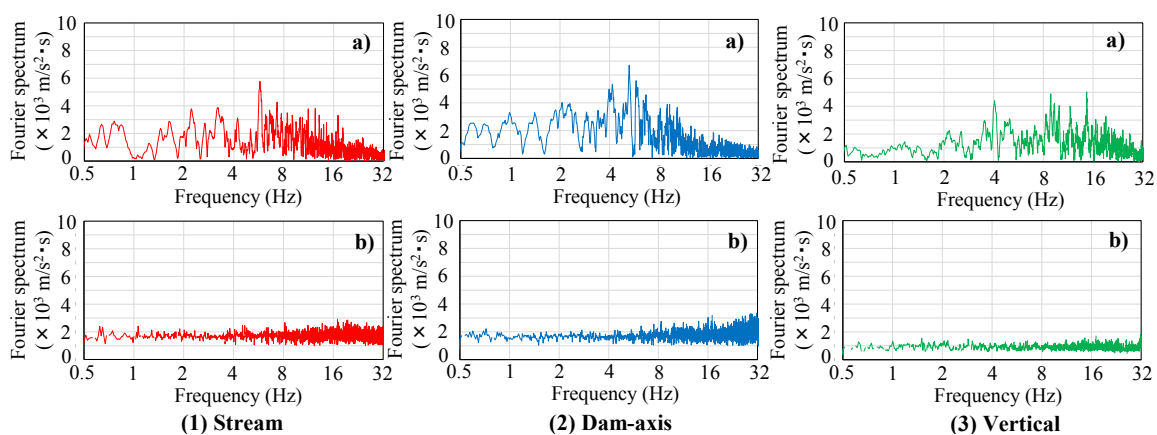 10
8
6
4
2
0
Fourier spectrum
(×10³ m/s²·s)
a)
0.5 1 2 4 8 16 32
Frequency (Hz)
10
8
6
4
2
0
Fourier spectrum
(×10³ m/s²·s)
a)
0.5 1 2 4 8 16 32
Frequency (Hz)
10
8
6
4
2
0
Fourier spectrum
(×10³ m/s²·s)
a)
0.5 1 2 4 8 16 32
Frequency (Hz)
10
8
6
4
2
0
Fourier spectrum
(×10³ m/s²·s)
b)
0.5 1 2 4 8 16 32
Frequency (Hz)
(1) Stream
10
8
6
4
2
0
Fourier spectrum
(×10³ m/s²·s)
b)
0.5 1 2 4 8 16 32
Frequency (Hz)
(2) Dam-axis
10
8
6
4
2
0
Fourier spectrum
(×10³ m/s²·s)
b)
0.5 1 2 4 8 16 32
Frequency (Hz)
(3) Vertical